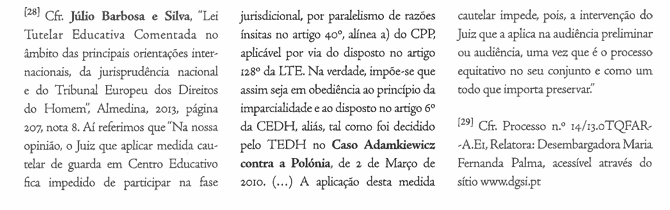 [28] Cfr. Júlio Barbosa e Silva, “Lei
Tutelar Educativa Comentada no
âmbito das principais orientações inter-
nacionais, da jurisprudência nacional
e do Tribunal Europeu dos Direitos
do Homem”, Almedina, 2013, página
207, nota 8. Aí referimos que “Na nossa
opinião, o Juiz que aplicar medida cau-
telar de guarda em Centro Educativo
fica impedido de participar na fase
jurisdicional, por paralelismo de razões
ínsitas no artigo 40º, alínea a) do CPP,
aplicável por via do disposto no artigo
128º da LTE. Na verdade, impõe-se que
assim seja em obediência ao princípio da
imparcialidade e ao disposto no artigo 6º
da CEDH, aliás, tal como foi decidido
pelo TEDH no Caso Adamkiewicz
contra a Polónia, de 2 de Março de
2010. (...) A aplicação desta medida
cautelar impede, pois, a intervenção do
Juiz que a aplica na audiência preliminar
ou audiência, uma vez que é o processo
equitativo no seu conjunto e como um
todo que importa preservar.”
[29] Cfr. Processo n.º 14/13.0TQFAR-
-A.E1, Relatora: Desembargadora Maria
Fernanda Palma, acessível através do
sítio www.dgsi.pt